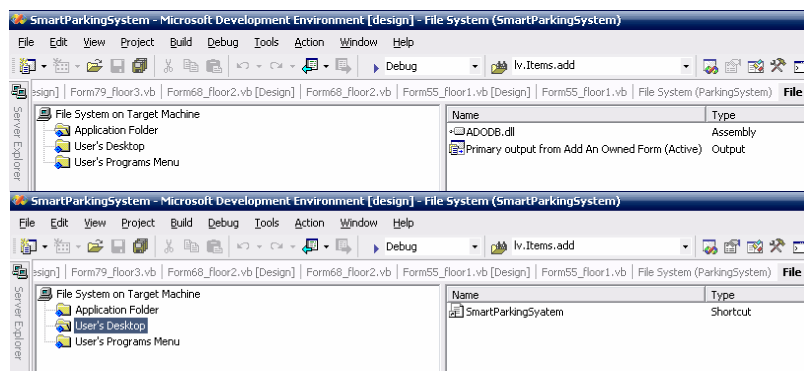 SmartParkingSystem - Microsoft Development Environment [design] - File System (SmartParkingSystem)
File Edit View Project Build Debug Tools Action Window Help
Debug lv.Items.add
esign] Form79_floor3.vb Form68_floor2.vb [Design] Form68_floor2.vb Form55_floor1.vb [Design] Form55_floor1.vb File System (ParkingSystem) File
Server Explorer
File System on Target Machine
Application Folder
User's Desktop
User's Programs Menu
Name Type
ADODB.dll Assembly
Primary output from Add An Owned Form (Active) Output
SmartParkingSystem - Microsoft Development Environment [design] - File System (SmartParkingSystem)
File Edit View Project Build Debug Tools Action Window Help
Debug lv.Items.add
esign] Form79_floor3.vb Form68_floor2.vb [Design] Form68_floor2.vb Form55_floor1.vb [Design] Form55_floor1.vb File System (ParkingSystem) File
Server Explorer
File System on Target Machine
Application Folder
User's Desktop
User's Programs Menu
Name Type
SmartParkingSyatem Shortcut